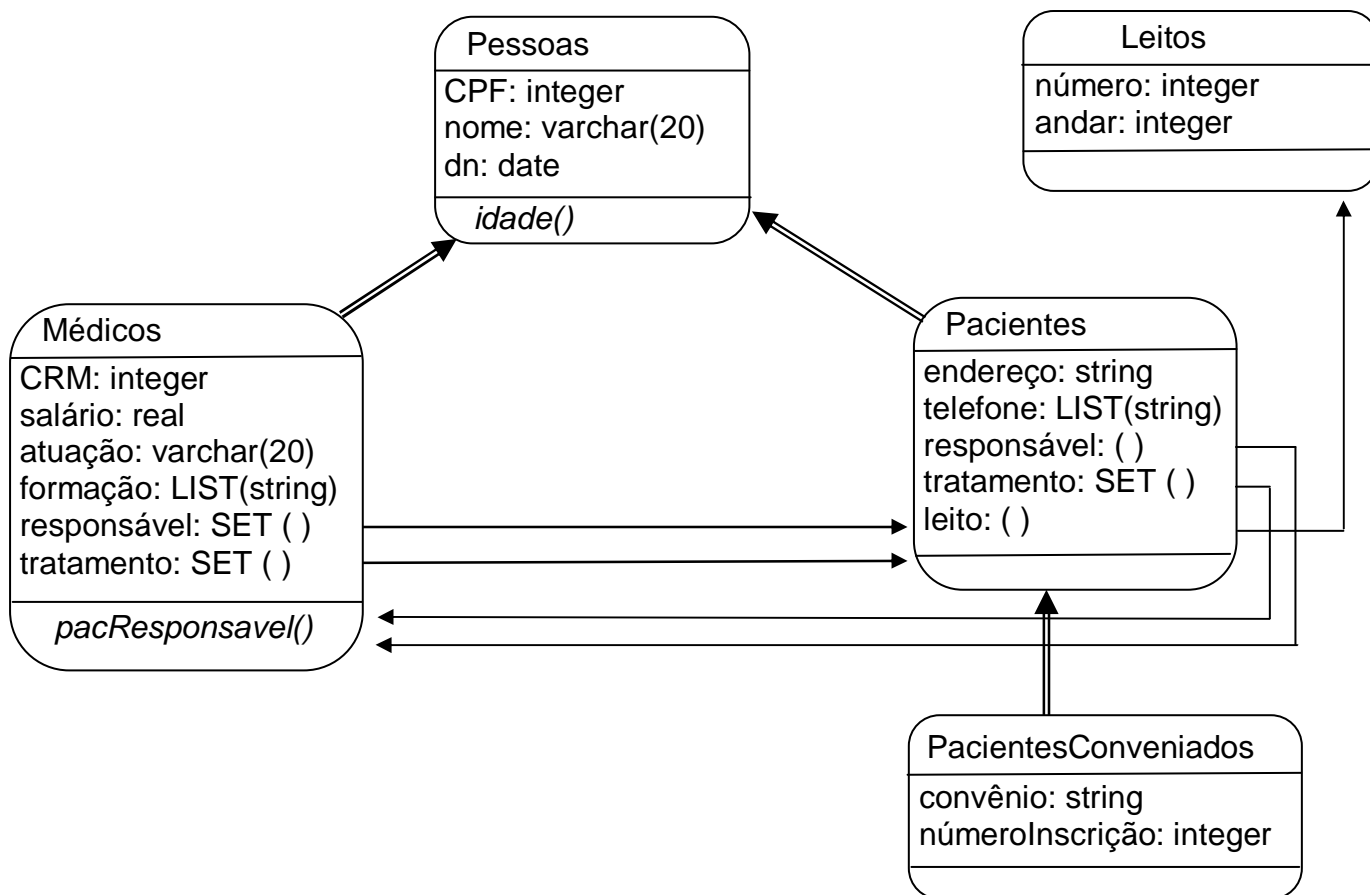 Pessoas
CPF: integer
nome: varchar(20)
dn: date
idade()
Leitos
número: integer
andar: integer
Médicos
CRM: integer
salário: real
atuação: varchar(20)
formação: LIST(string)
responsável: SET ( )
tratamento: SET ( )
pacResponsavel()
Pacientes
endereço: string
telefone: LIST(string)
responsável: ( )
tratamento: SET ( )
leito: ( )
PacientesConveniados
convênio: string
númeroInscrição: integer